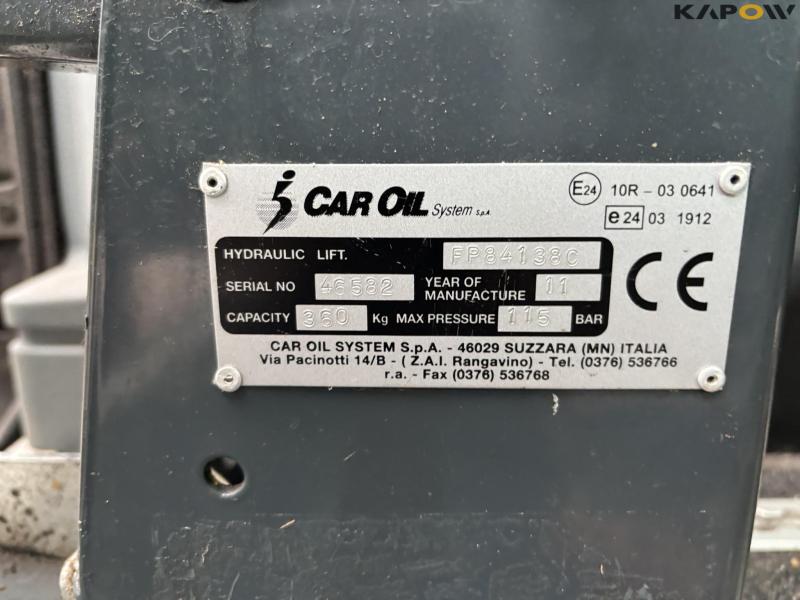 KAPOW
CAR OIL System S.p.A.
E24 10R - 03 0641
e 24 03 1912
HYDRAULIC LIFT. FP84138C
SERIAL NO 46582 YEAR OF MANUFACTURE 11
CAPACITY 360 Kg MAX PRESSURE 115 BAR
CE
CAR OIL SYSTEM S.p.A. - 46029 SUZZARA (MN) ITALIA
Via Pacinotti 14/B - ( Z.A.I. Rangavino) - Tel. (0376) 536766
r.a. - Fax (0376) 536768